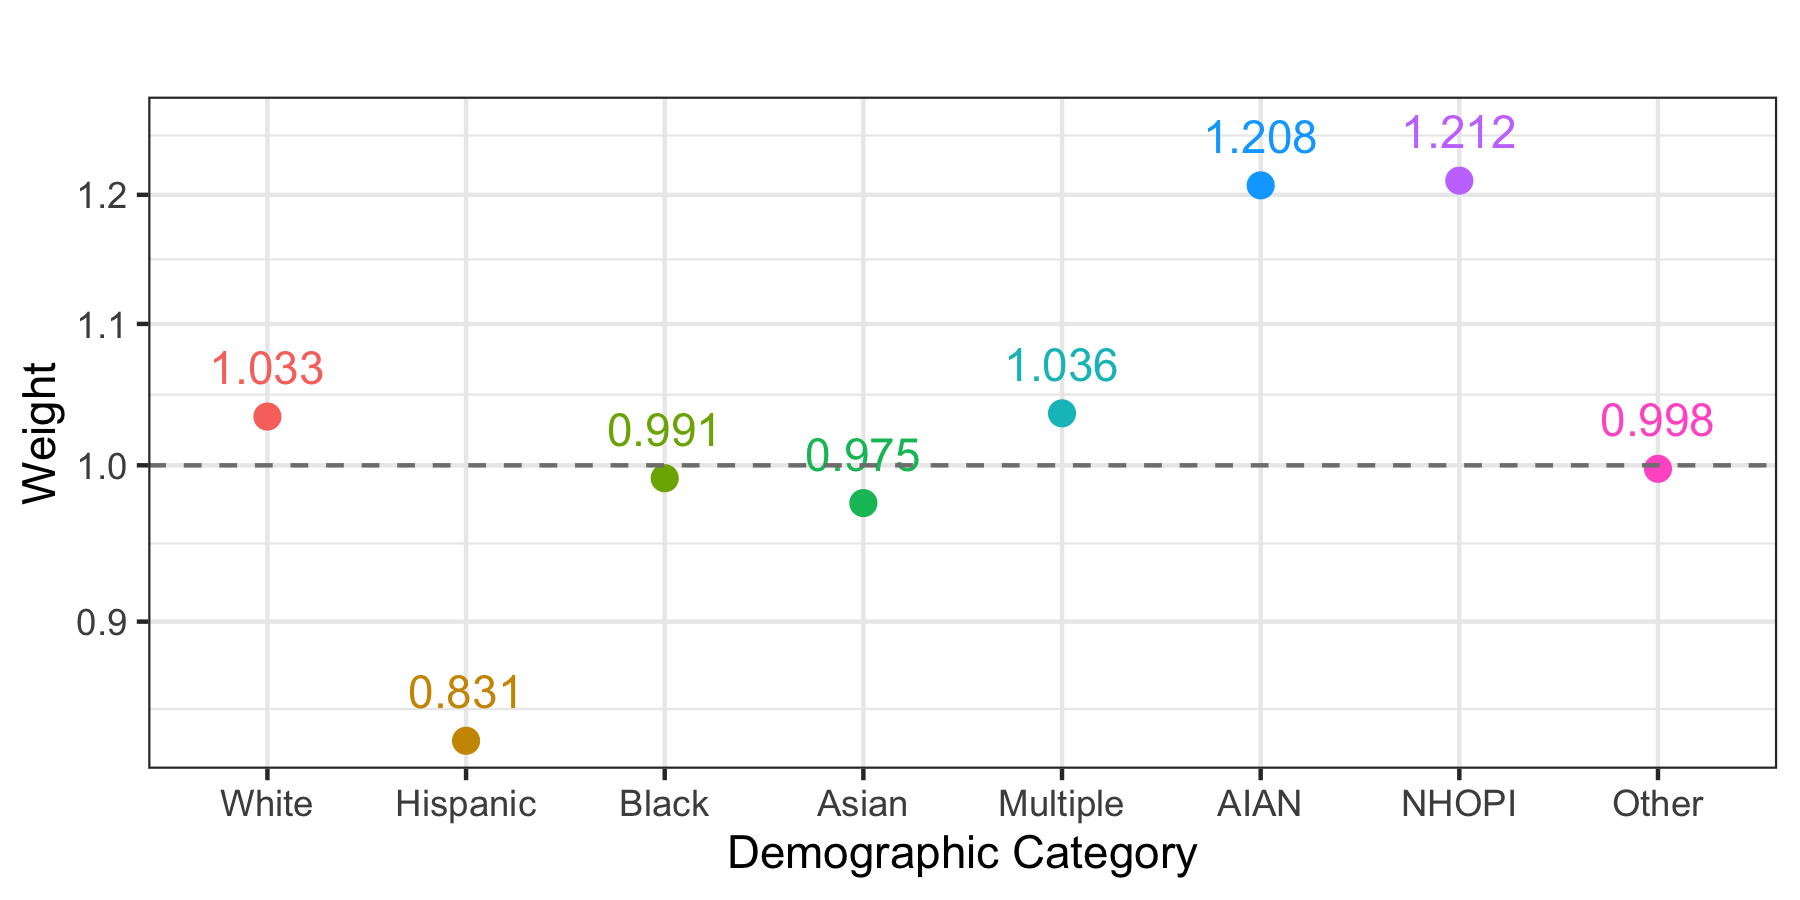 1.208
1.212
1.2
1.1
1.033
1.036
0.991
0.998
0.975
1.0
0.9
0.831
Weight
White
Hispanic
Black
Asian
Multiple
AIAN
NHOPI
Other
Demographic Category